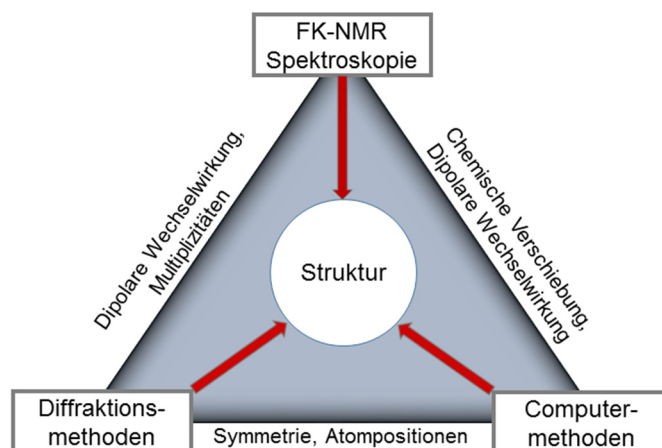 FK-NMR
Spektroskopie
Dipolare Wechselwirkung,
Multiplizitäten
Chemische Verschiebung,
Dipolare Wechselwirkung
Struktur
Diffraktions-
methoden
Symmetrie, Atompositionen
Computer-
methoden